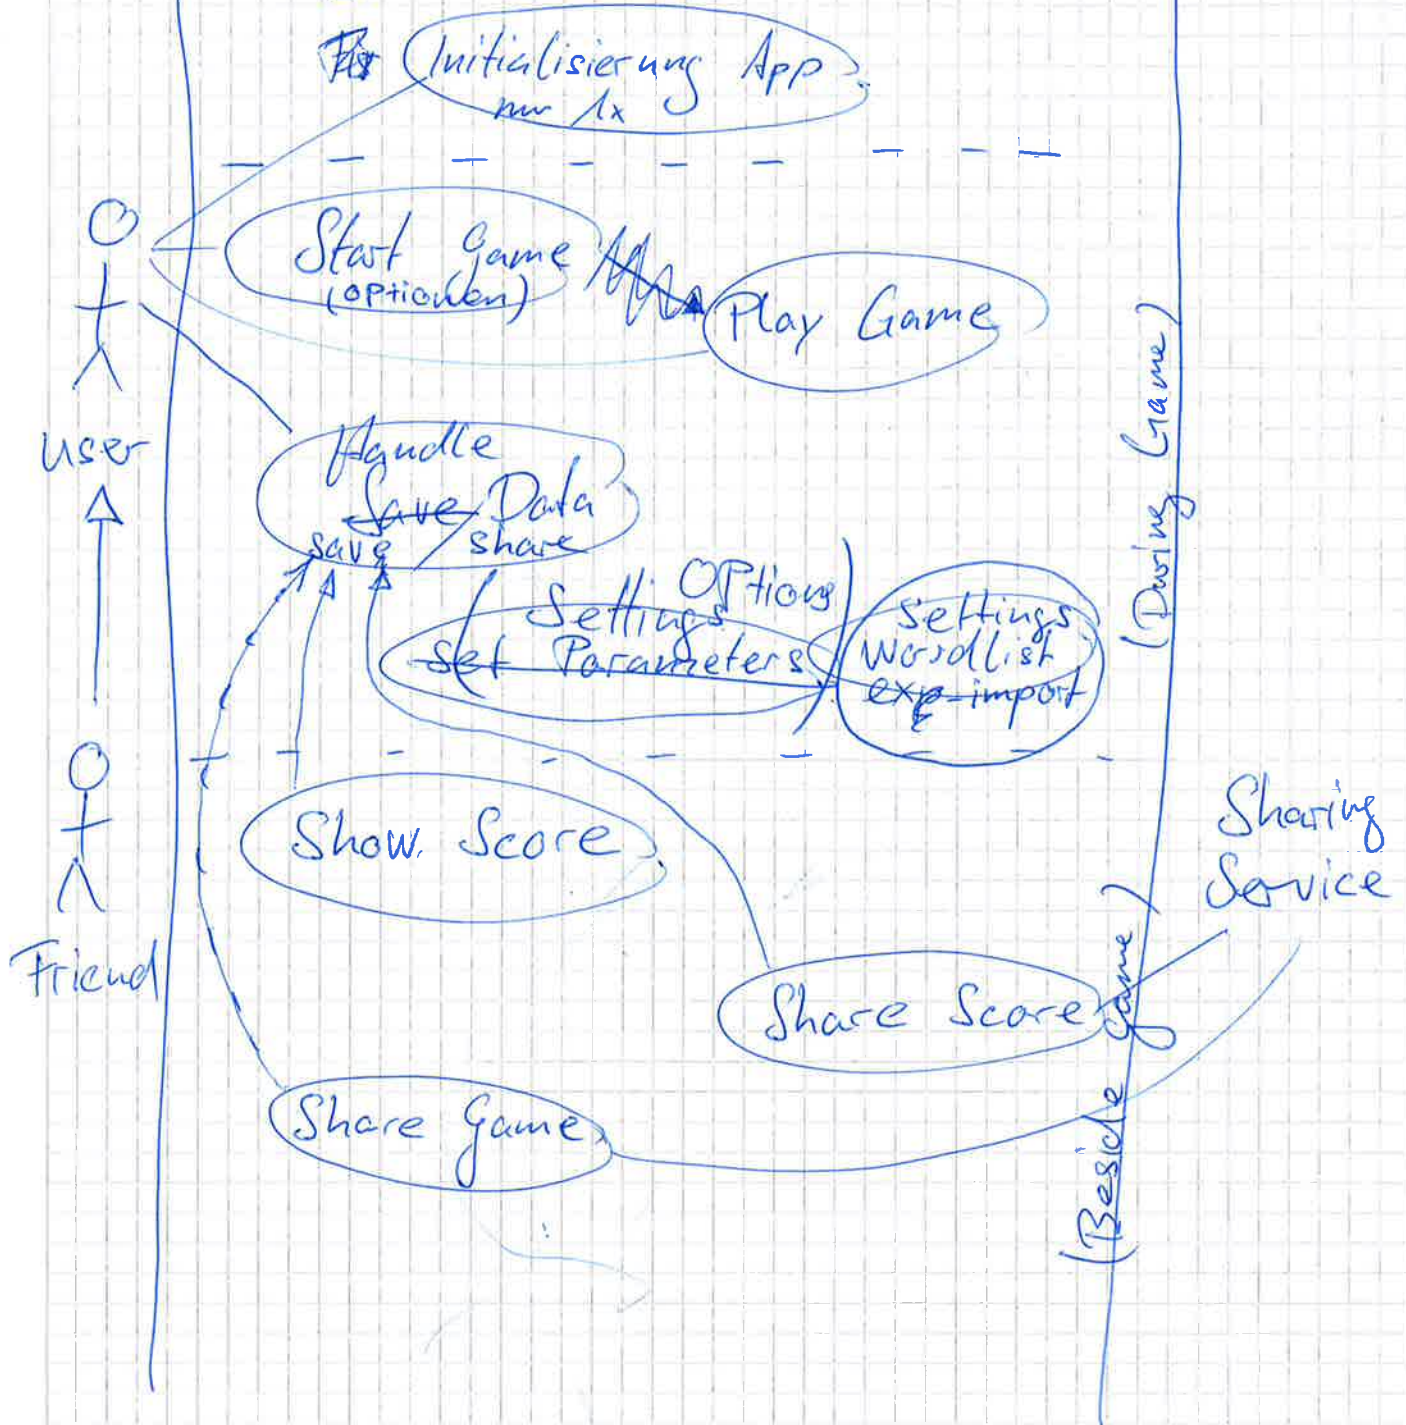 Initialisierung App
nur 1x
Start Game
(optionen)
Play Game
User
Handle
Save/Data
save / share
(Settings Options)
Set Parameters
Settings
Wordlist
exp-import
(During Game)
Friend
Show Score
Sharing
Service
Share Score
Share Game
(Beside game)